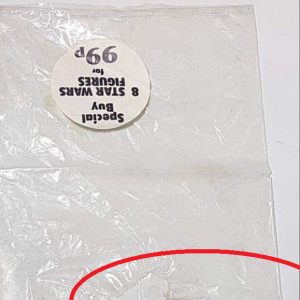 Special
Buy
8 STAR WARS
FIGURES
for
99p